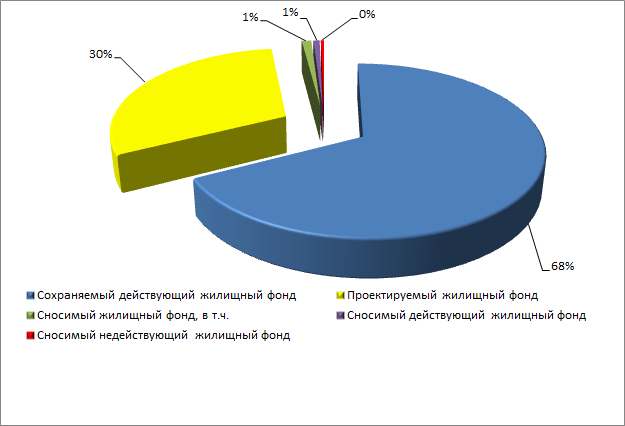 1%
1%
0%
30%
68%
Сохраняемый действующий жилищный фонд
Проектируемый жилищный фонд
Сносимый жилищный фонд, в т.ч.
Сносимый действующий жилищный фонд
Сносимый недействующий жилищный фонд